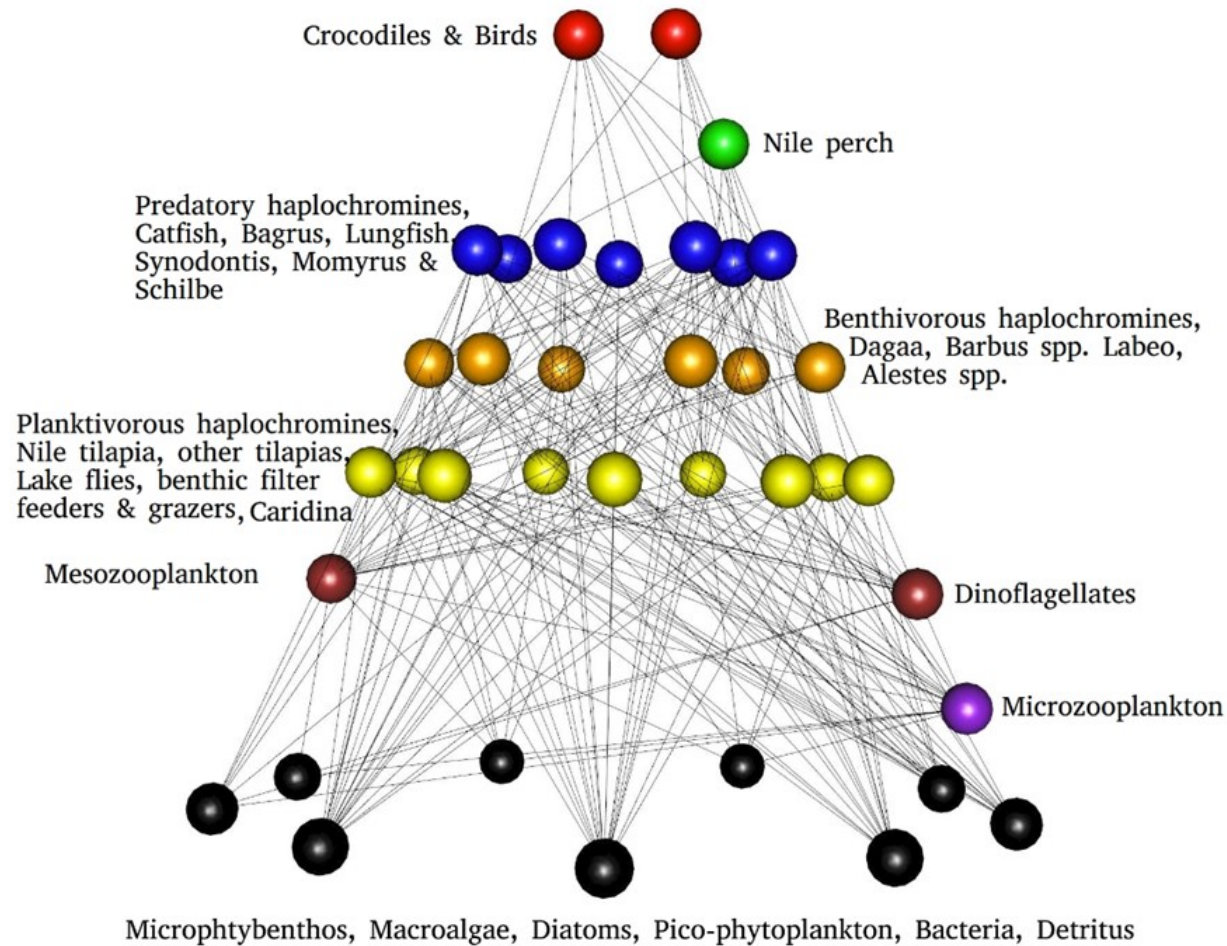 Crocodiles & Birds
Nile perch
Predatory haplochromines,
Catfish, Bagrus, Lungfish,
Synodontis, Momyrus &
Schilbe
Benthivorous haplochromines,
Dagaa, Barbus spp. Labeo,
Alestes spp.
Planktivorous haplochromines,
Nile tilapia, other tilapias,
Lake flies, benthic filter
feeders & grazers, Caridina
Mesozooplankton
Dinoflagellates
Microzooplankton
Microphtybenthos, Macroalgae, Diatoms, Pico-phytoplankton, Bacteria, Detritus